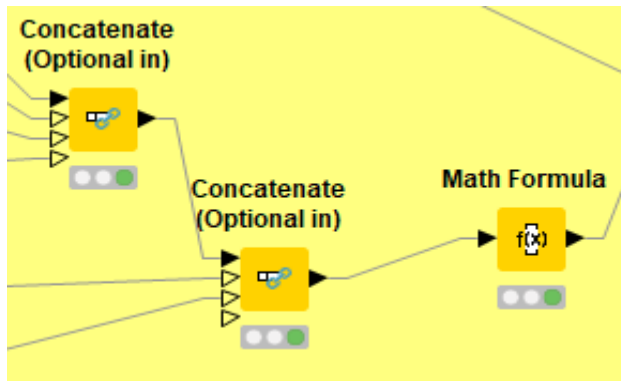 Concatenate
(Optional in)
Concatenate
(Optional in)
Math Formula
f(x)